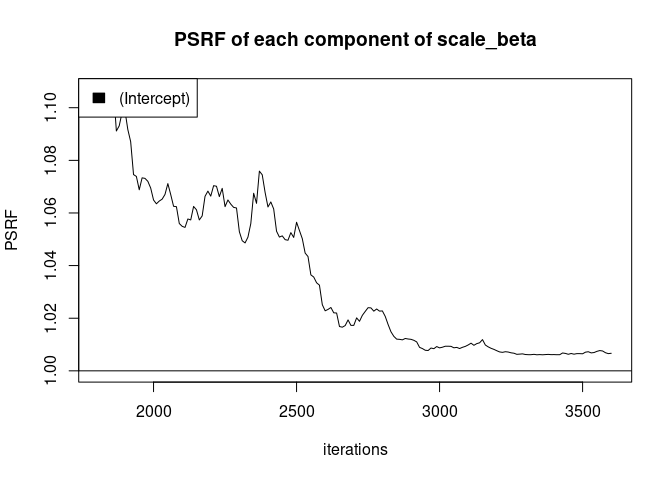 PSRF of each component of scale_beta
(Intercept)
PSRF
1.10
1.08
1.06
1.04
1.02
1.00
2000 2500 3000 3500
iterations